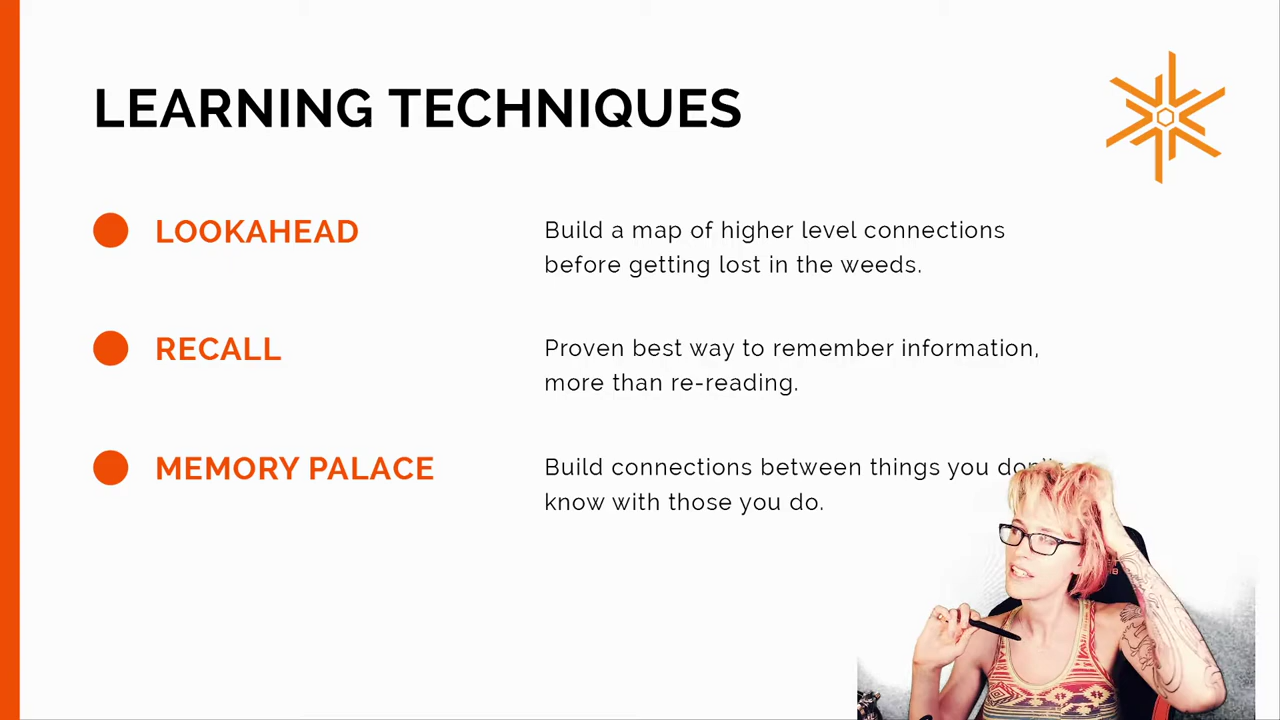 LEARNING TECHNIQUES
LOOKAHEAD
Build a map of higher level connections
before getting lost in the weeds.
RECALL
Proven best way to remember information,
more than re-reading.
MEMORY PALACE
Build connections between things you don't
know with those you do.